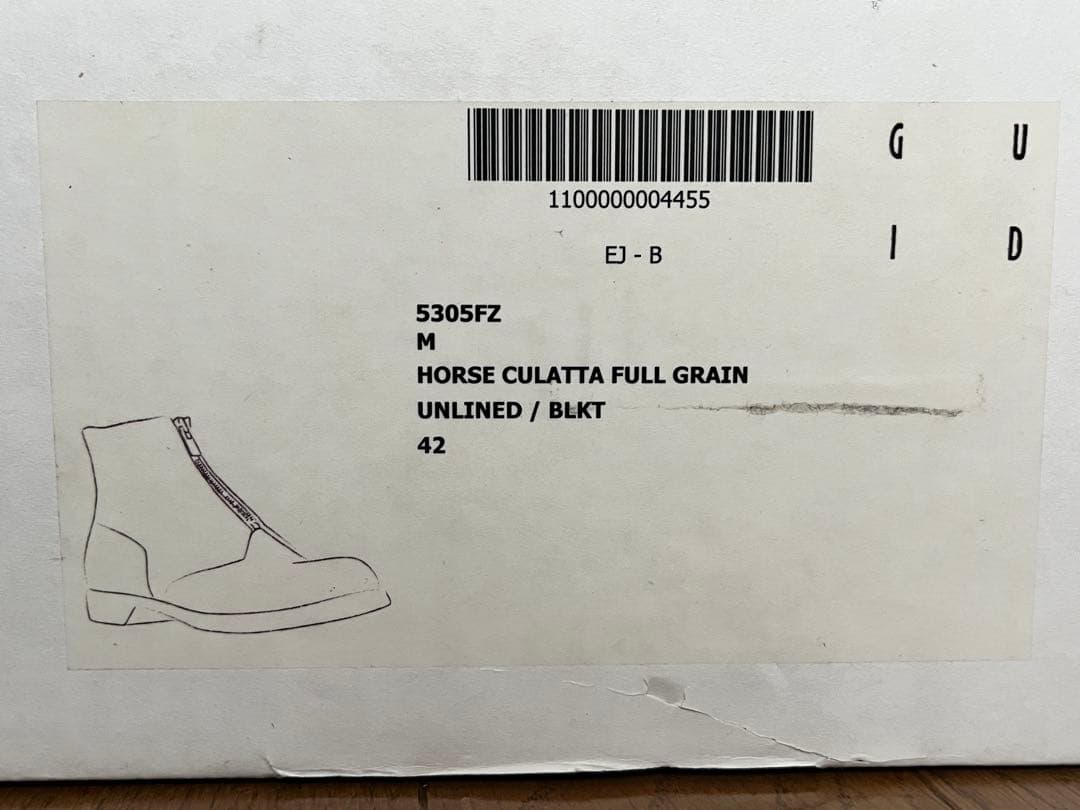 G U
I D
1100000004455
EJ - B
5305FZ
M
HORSE CULATTA FULL GRAIN
UNLINED / BLKT
42